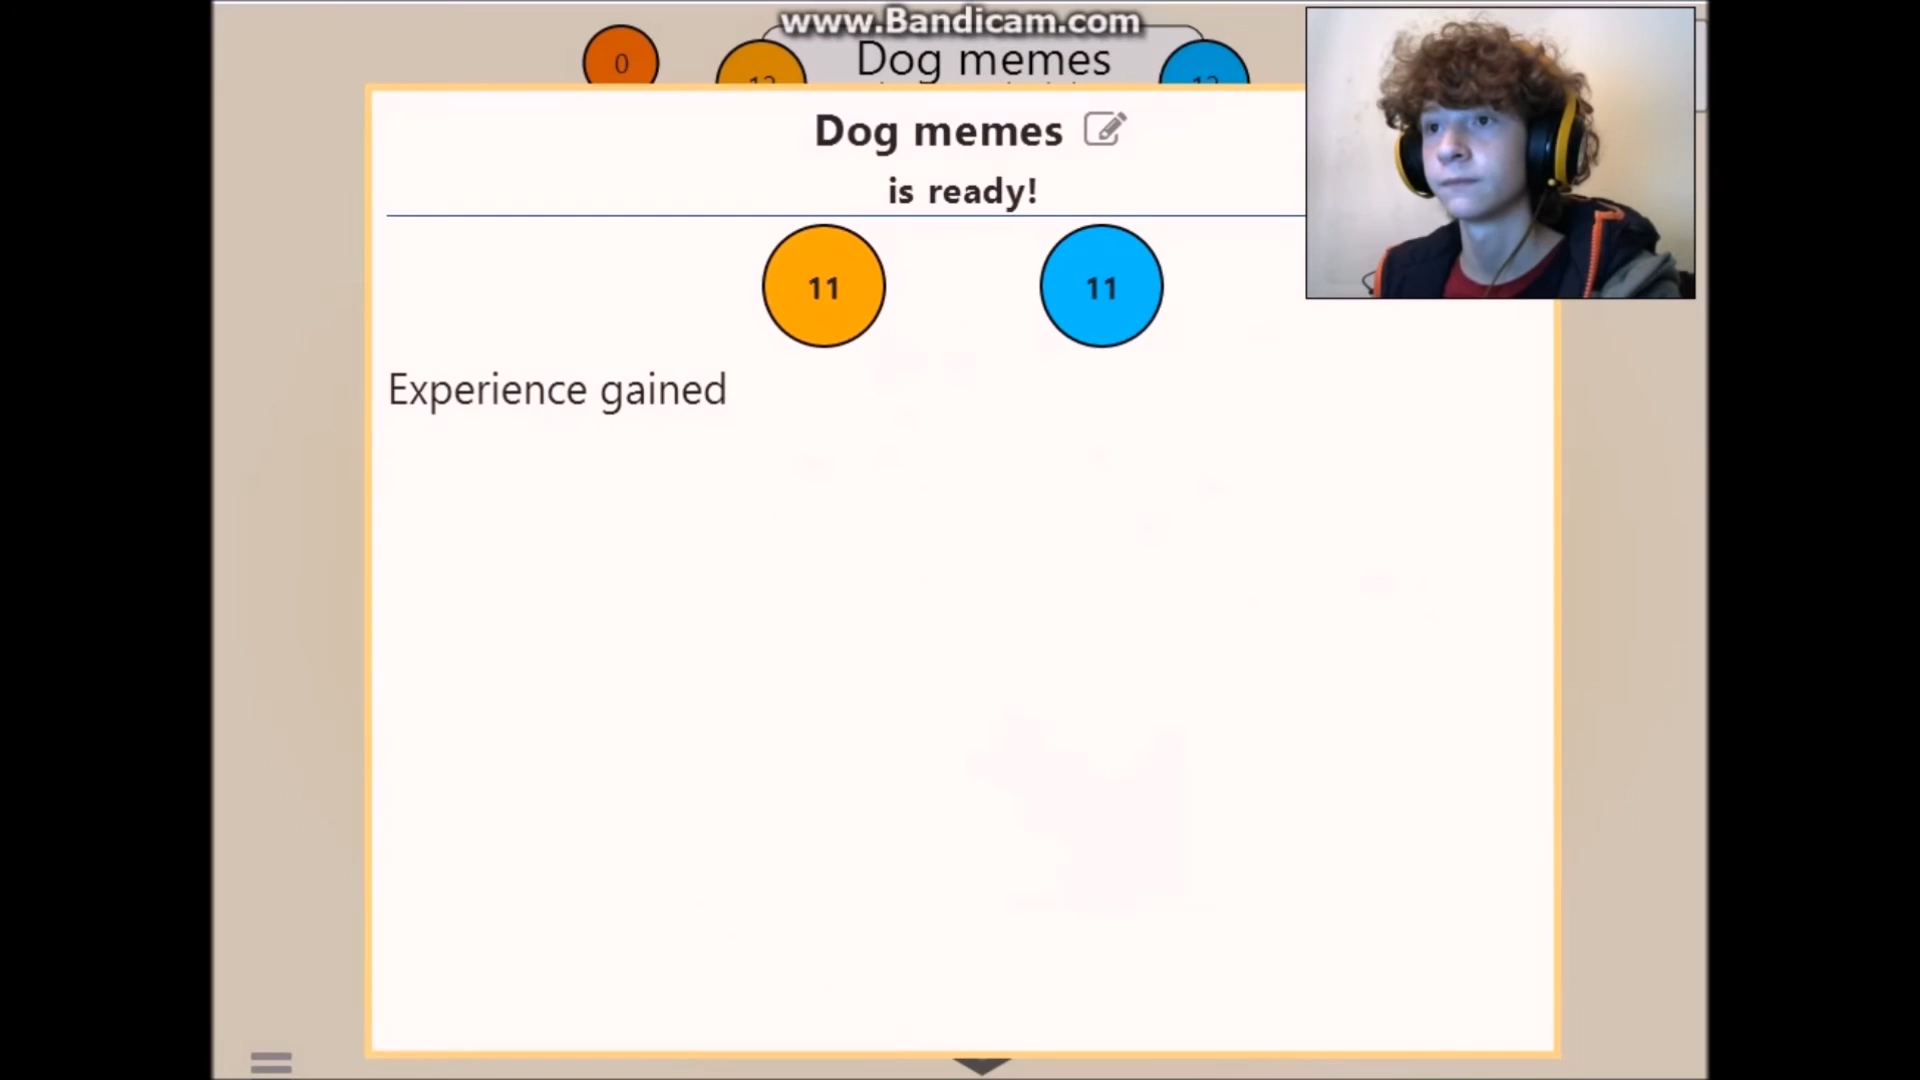 www.Bandicam.com
0
Dog memes
Dog memes
is ready!
11
11
Experience gained